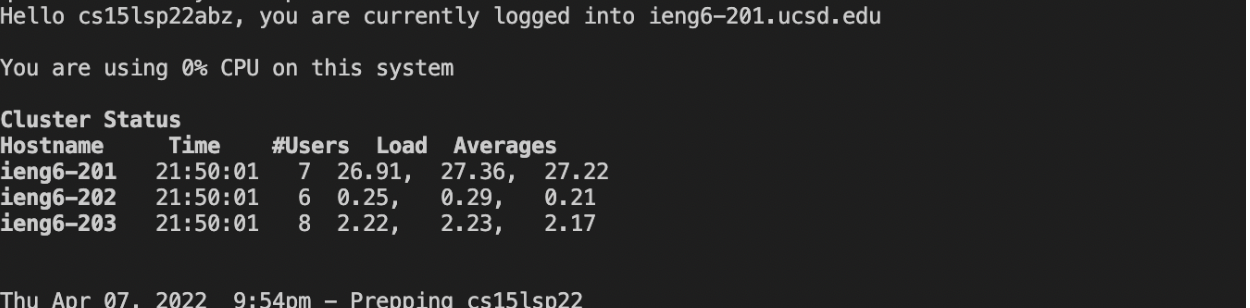 Hello cs15lsp22abz, you are currently logged into ieng6-201.ucsd.edu
You are using 0% CPU on this system
Cluster Status
Hostname Time #Users Load Averages
ieng6-201 21:50:01 7 26.91, 27.36, 27.22
ieng6-202 21:50:01 6 0.25, 0.29, 0.21
ieng6-203 21:50:01 8 2.22, 2.23, 2.17
Thu Apr 07, 2022 9:54pm - Prepping cs15lsp22